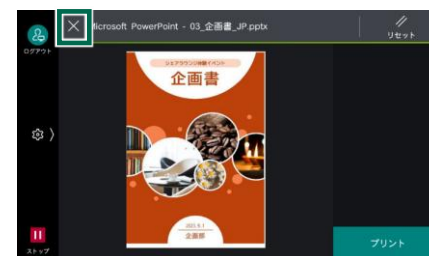 Microsoft PowerPoint - 03_企画書_JP.pptx
リセット
ログアウト
シェアラウンジ体験イベント
企画書
2021.6.1
企画部
ストップ
プリント